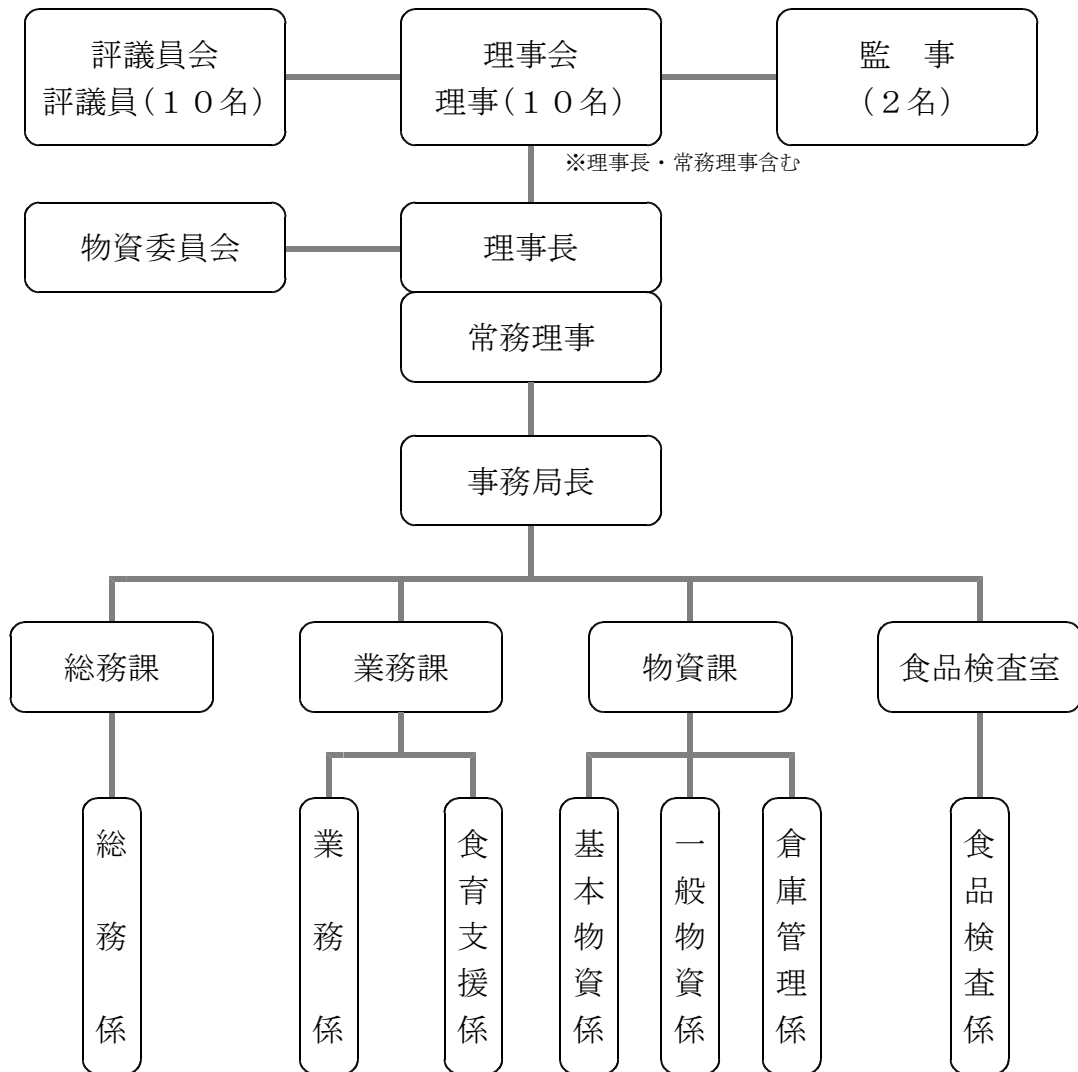 評議員会
評議員(１０名)
理事会
理事(１０名)
監　事
(２名)
※理事長・常務理事含む
物資委員会
理事長
常務理事
事務局長
総務課
業務課
物資課
食品検査室
総務係
業務係
食育支援係
基本物資係
一般物資係
倉庫管理係
食品検査係